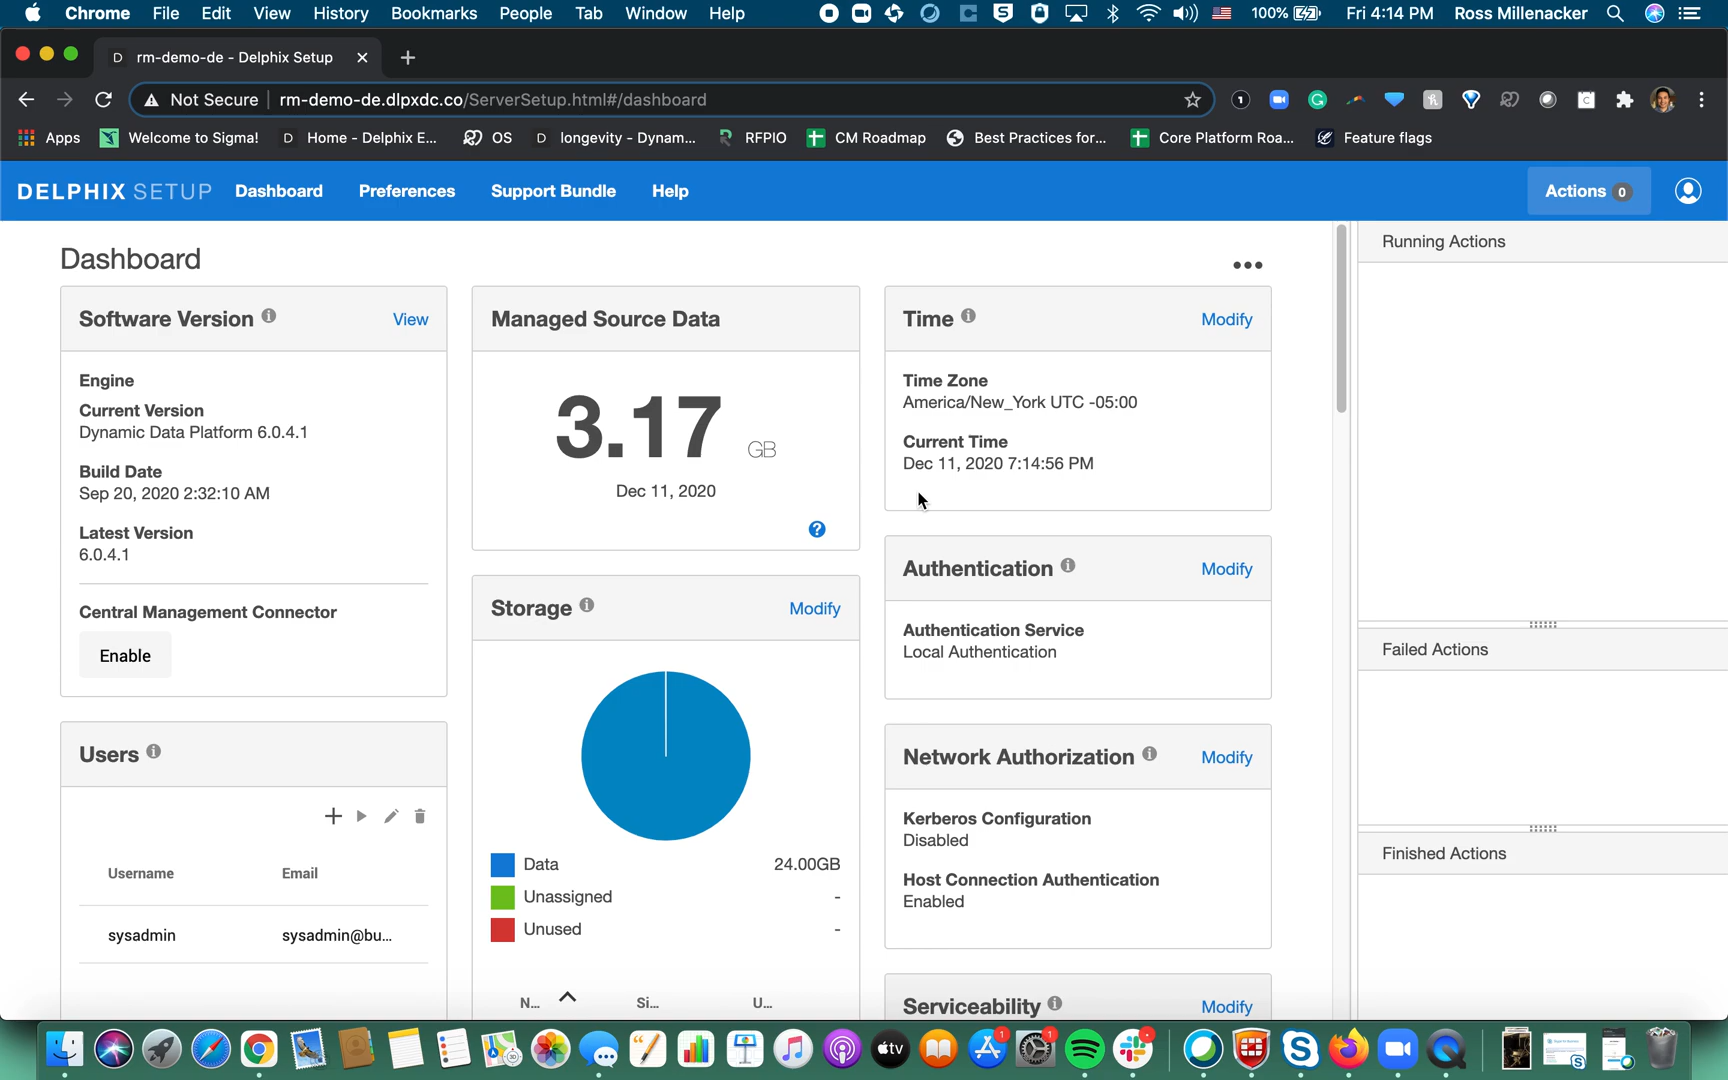 Chrome File Edit View History Bookmarks People Tab Window Help 100% Fri 4:14 PM Ross Millenacker
D rm-demo-de - Delphix Setup
Not Secure rm-demo-de.dlpxdc.co/ServerSetup.html#/dashboard
Apps Welcome to Sigma! D Home - Delphix E... OS D longevity - Dynam... RFPIO CM Roadmap Best Practices for... Core Platform Roa... Feature flags
DELPHIX SETUP Dashboard Preferences Support Bundle Help Actions 0
Dashboard
Software Version View
Engine
Current Version
Dynamic Data Platform 6.0.4.1
Build Date
Sep 20, 2020 2:32:10 AM
Latest Version
6.0.4.1
Central Management Connector
Enable
Users
Username Email
sysadmin sysadmin@bu...
Managed Source Data
3.17 GB
Dec 11, 2020
?
Storage Modify
Data 24.00GB
Unassigned -
Unused -
N... Si... U...
Time Modify
Time Zone
America/New_York UTC -05:00
Current Time
Dec 11, 2020 7:14:56 PM
Authentication Modify
Authentication Service
Local Authentication
Network Authorization Modify
Kerberos Configuration
Disabled
Host Connection Authentication
Enabled
Serviceability Modify
Running Actions
Failed Actions
Finished Actions
tv